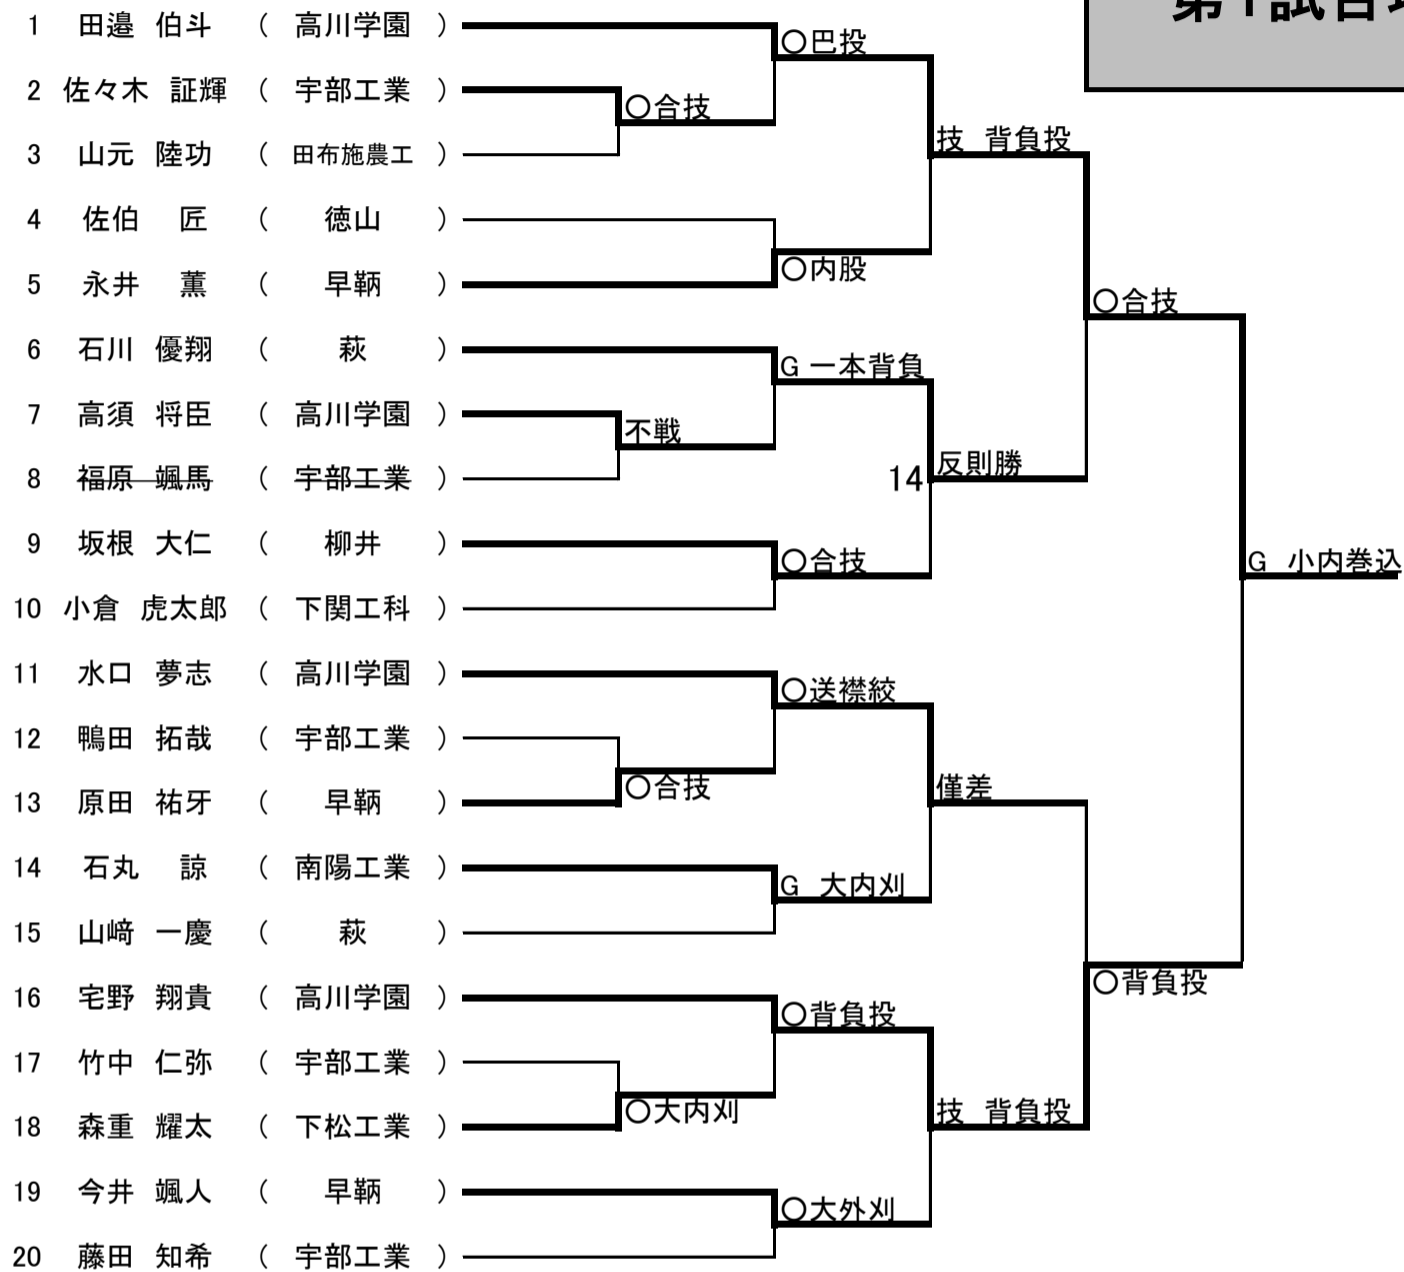 1 田邉 伯斗 ( 高川学園 )
2 佐々木 証輝 ( 宇部工業 )
3 山元 陸功 ( 田布施農工 )
4 佐伯 匠 ( 徳山 )
5 永井 薫 ( 早鞆 )
6 石川 優翔 ( 萩 )
7 高須 将臣 ( 高川学園 )
8 福原 颯馬 ( 宇部工業 )
9 坂根 大仁 ( 柳井 )
10 小倉 虎太郎 ( 下関工科 )
11 水口 夢志 ( 高川学園 )
12 鴨田 拓哉 ( 宇部工業 )
13 原田 祐牙 ( 早鞆 )
14 石丸 諒 ( 南陽工業 )
15 山﨑 一慶 ( 萩 )
16 宅野 翔貴 ( 高川学園 )
17 竹中 仁弥 ( 宇部工業 )
18 森重 耀太 ( 下松工業 )
19 今井 颯人 ( 早鞆 )
20 藤田 知希 ( 宇部工業 )
○合技
不戦
○合技
○大内刈
○巴投
○内股
G 一本背負
○合技
○送襟絞
G 大内刈
○背負投
○大外刈
技 背負投
14 反則勝
僅差
技 背負投
○合技
○背負投
G 小内巻込
第1試合